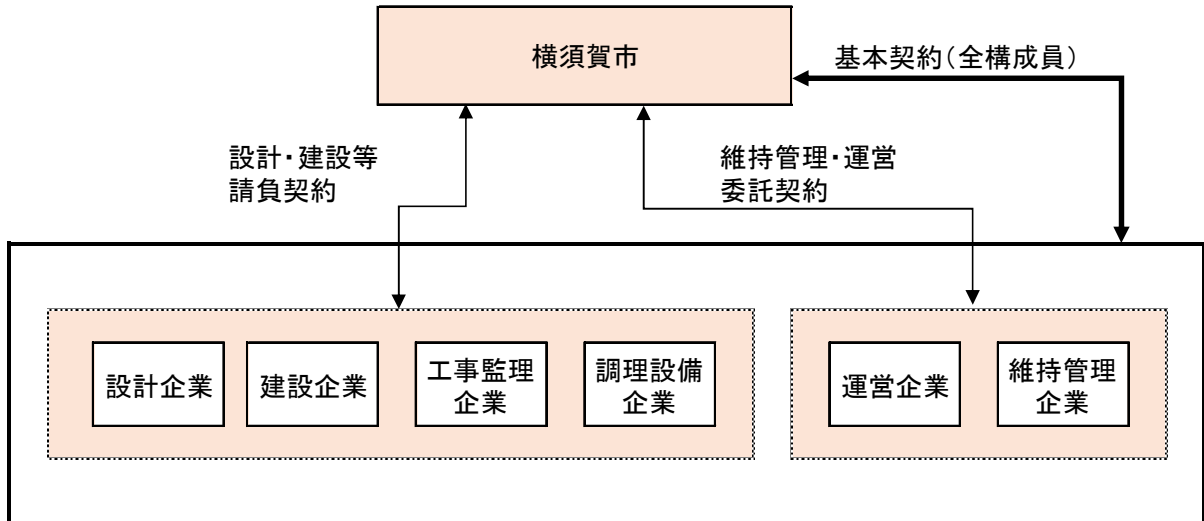 横須賀市
基本契約(全構成員)
設計・建設等
請負契約
維持管理・運営
委託契約
設計企業
建設企業
工事監理
企業
調理設備
企業
運営企業
維持管理
企業